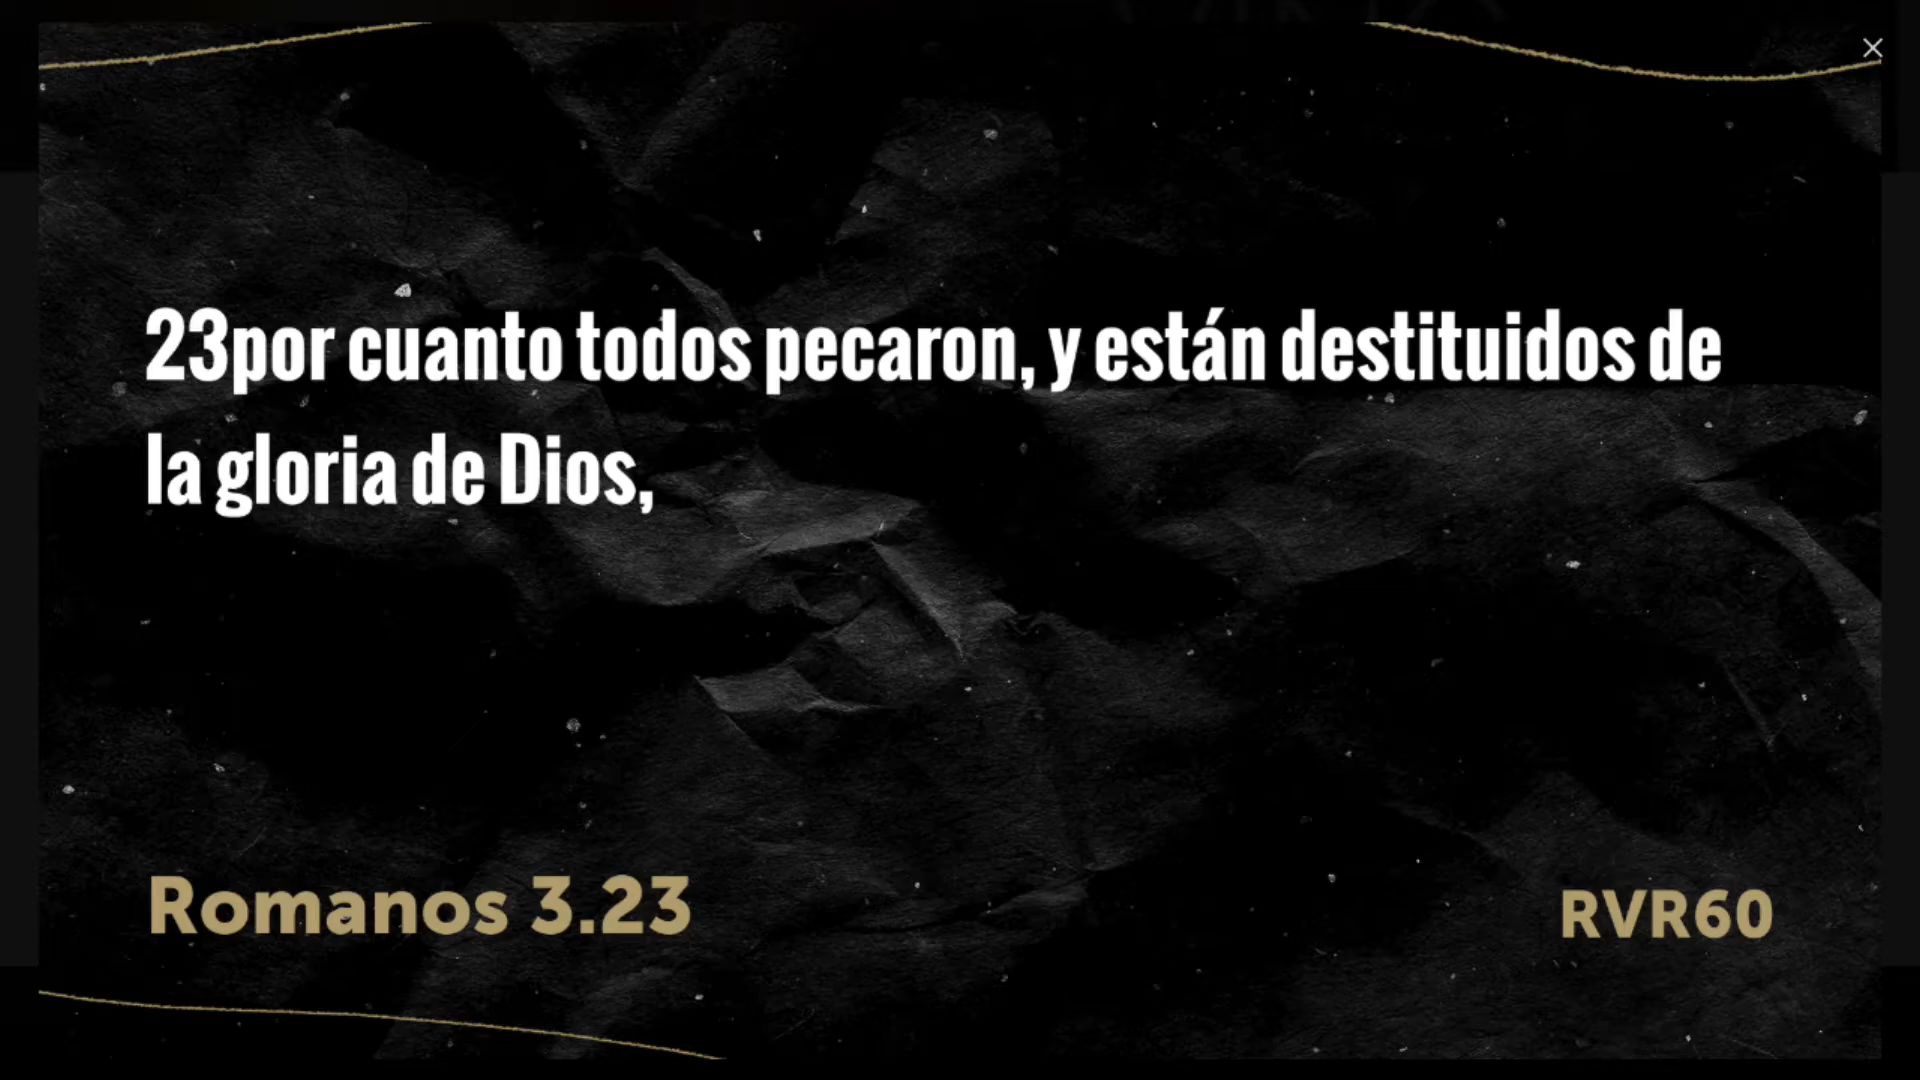 23por cuanto todos pecaron, y están destituidos de
la gloria de Dios,
Romanos 3.23
RVR60